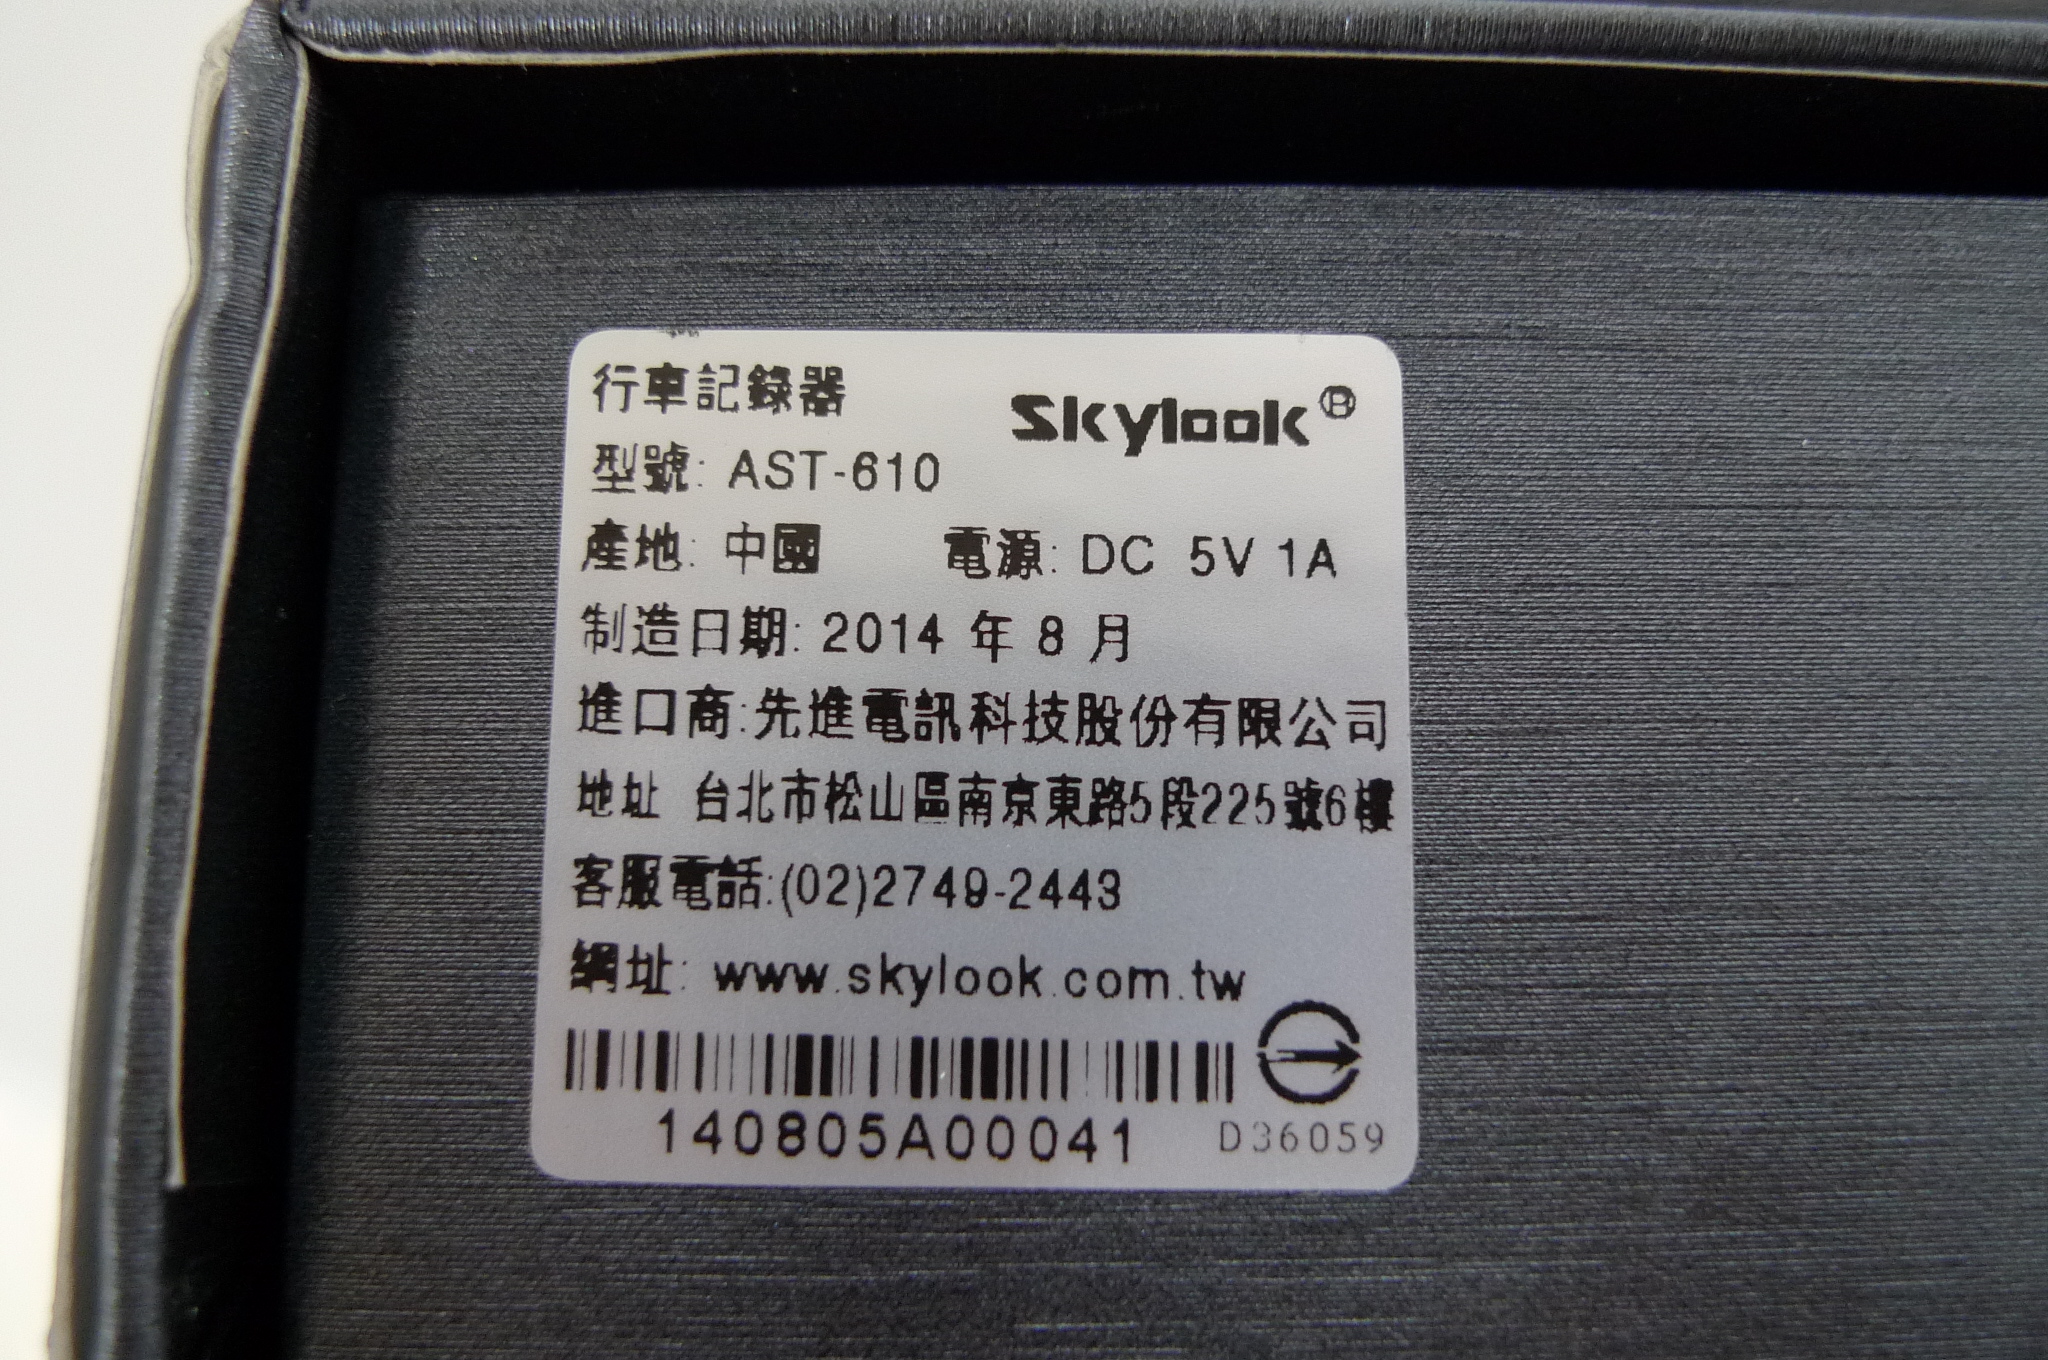 行車記錄器
Skylook®
型號: AST-610
產地: 中國 電源: DC 5V 1A
制造日期: 2014 年 8 月
進口商:先進電訊科技股份有限公司
地址 台北市松山區南京東路5段225號6樓
客服電話:(02)2749-2443
網址: www.skylook.com.tw
140805A00041
D36059